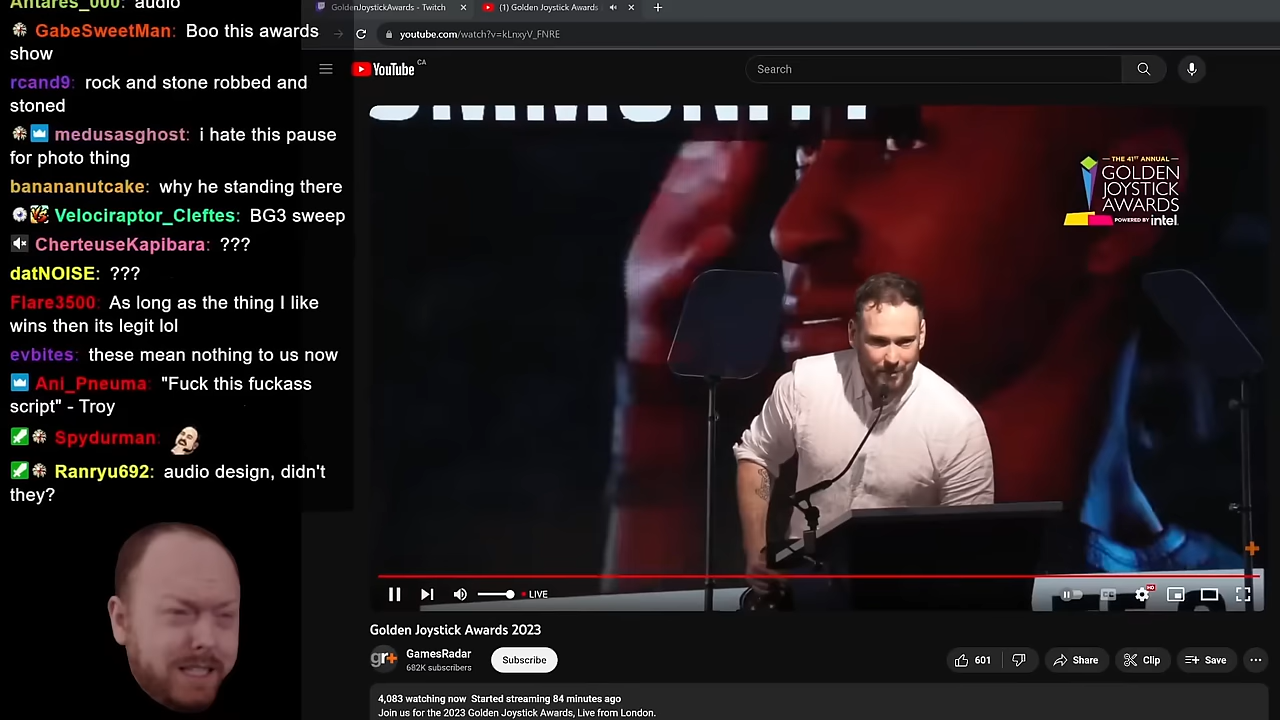 Antares_000: audio
GabeSweetMan: Boo this awards
show
rcand9: rock and stone robbed and
stoned
medusasghost: i hate this pause
for photo thing
banananutcake: why he standing there
Velociraptor_Cleftes: BG3 sweep
CherteuseKapibara: ???
datNOISE: ???
Flare3500: As long as the thing I like
wins then its legit lol
evbites: these mean nothing to us now
Ani_Pneuma: "Fuck this fuckass
script" - Troy
Spydurman:
Ranryu692: audio design, didn't
they?
GoldenJoystickAwards - Twitch
(1) Golden Joystick Awards
youtube.com/watch?v=kLnxyV_FNRE
YouTube CA
Search
THE 41ST ANNUAL
GOLDEN
JOYSTICK
AWARDS
POWERED BY intel.
LIVE
CC
HD
Golden Joystick Awards 2023
gr+
GamesRadar
682K subscribers
Subscribe
601
Share
Clip
Save
4,083 watching now Started streaming 84 minutes ago
Join us for the 2023 Golden Joystick Awards, Live from London.